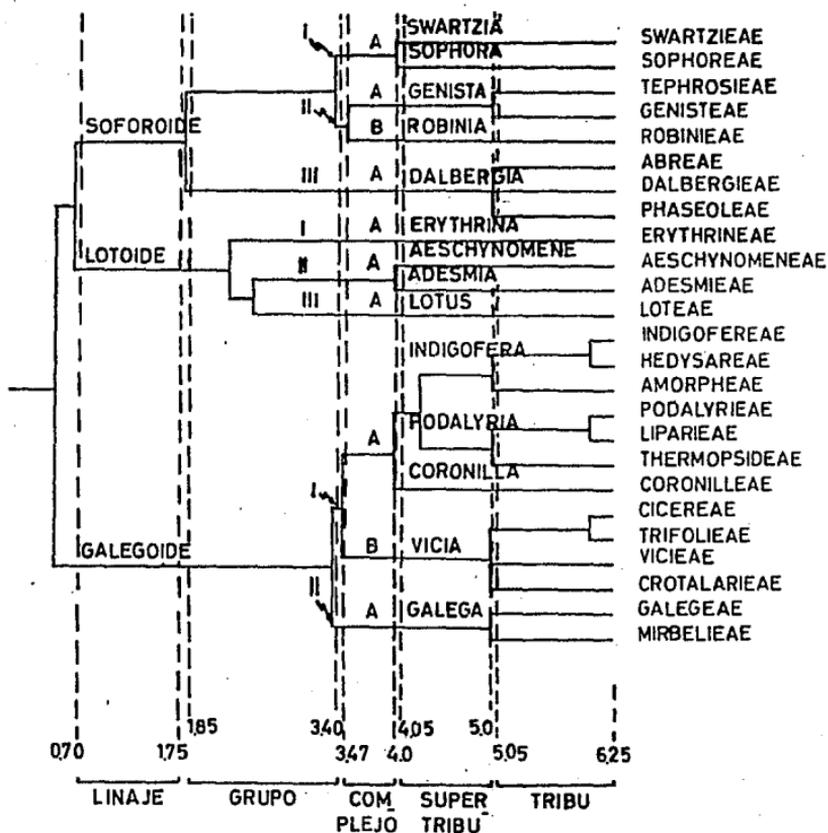 SWARTZIA
I A SWARTZIEAE
SOPHORA SOPHOREAE
A GENISTA TEPHROSIEAE
II GENISTEAE
SOFOROIDE B ROBINIA ROBINIEAE
ABREAE
III A DALBERGIA DALBERGIEAE
PHASEOLEAE
I A ERYTHRINA ERYTHRINEAE
LOTOIDE II A AESCHYNOMENE AESCHYNOMENEAE
ADESMIA ADESMIEAE
III A LOTUS LOTEAE
INDIGOFEREAE
INDIGOFERA HEDYSAREAE
AMORPHEAE
PODALYRIEAE
PODALYRIA LIPARIEAE
A THERMOPSIDEAE
CORONILLA CORONILLEAE
I CICEREAE
TRIFOLIEAE
GALEGOIDE B VICIA VICIEAE
CROTALARIEAE
II A GALEGA GALEGEAE
MIRBELIEAE
1,85 3,40 4,05 5,0
0,70 1,75 3,47 4.0 5,05 6,25
LINAJE GRUPO COM_ SUPER_ TRIBU
PLEJO TRIBU